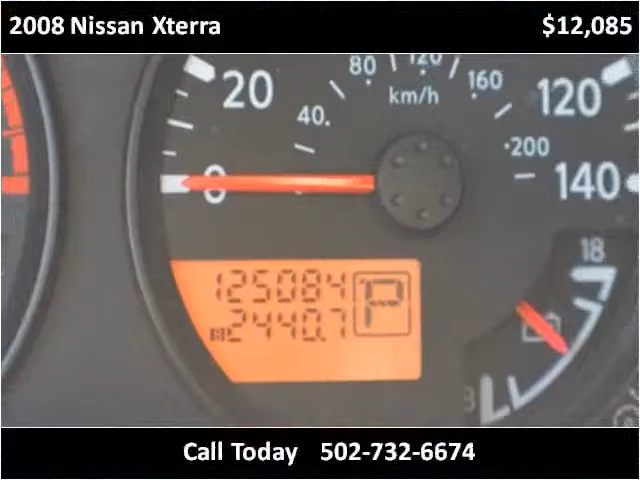 2008 Nissan Xterra $12,085
80 120
20 160 120
km/h
40.
200
0 140
18
125084 P
B 2440.7
8
Call Today 502-732-6674